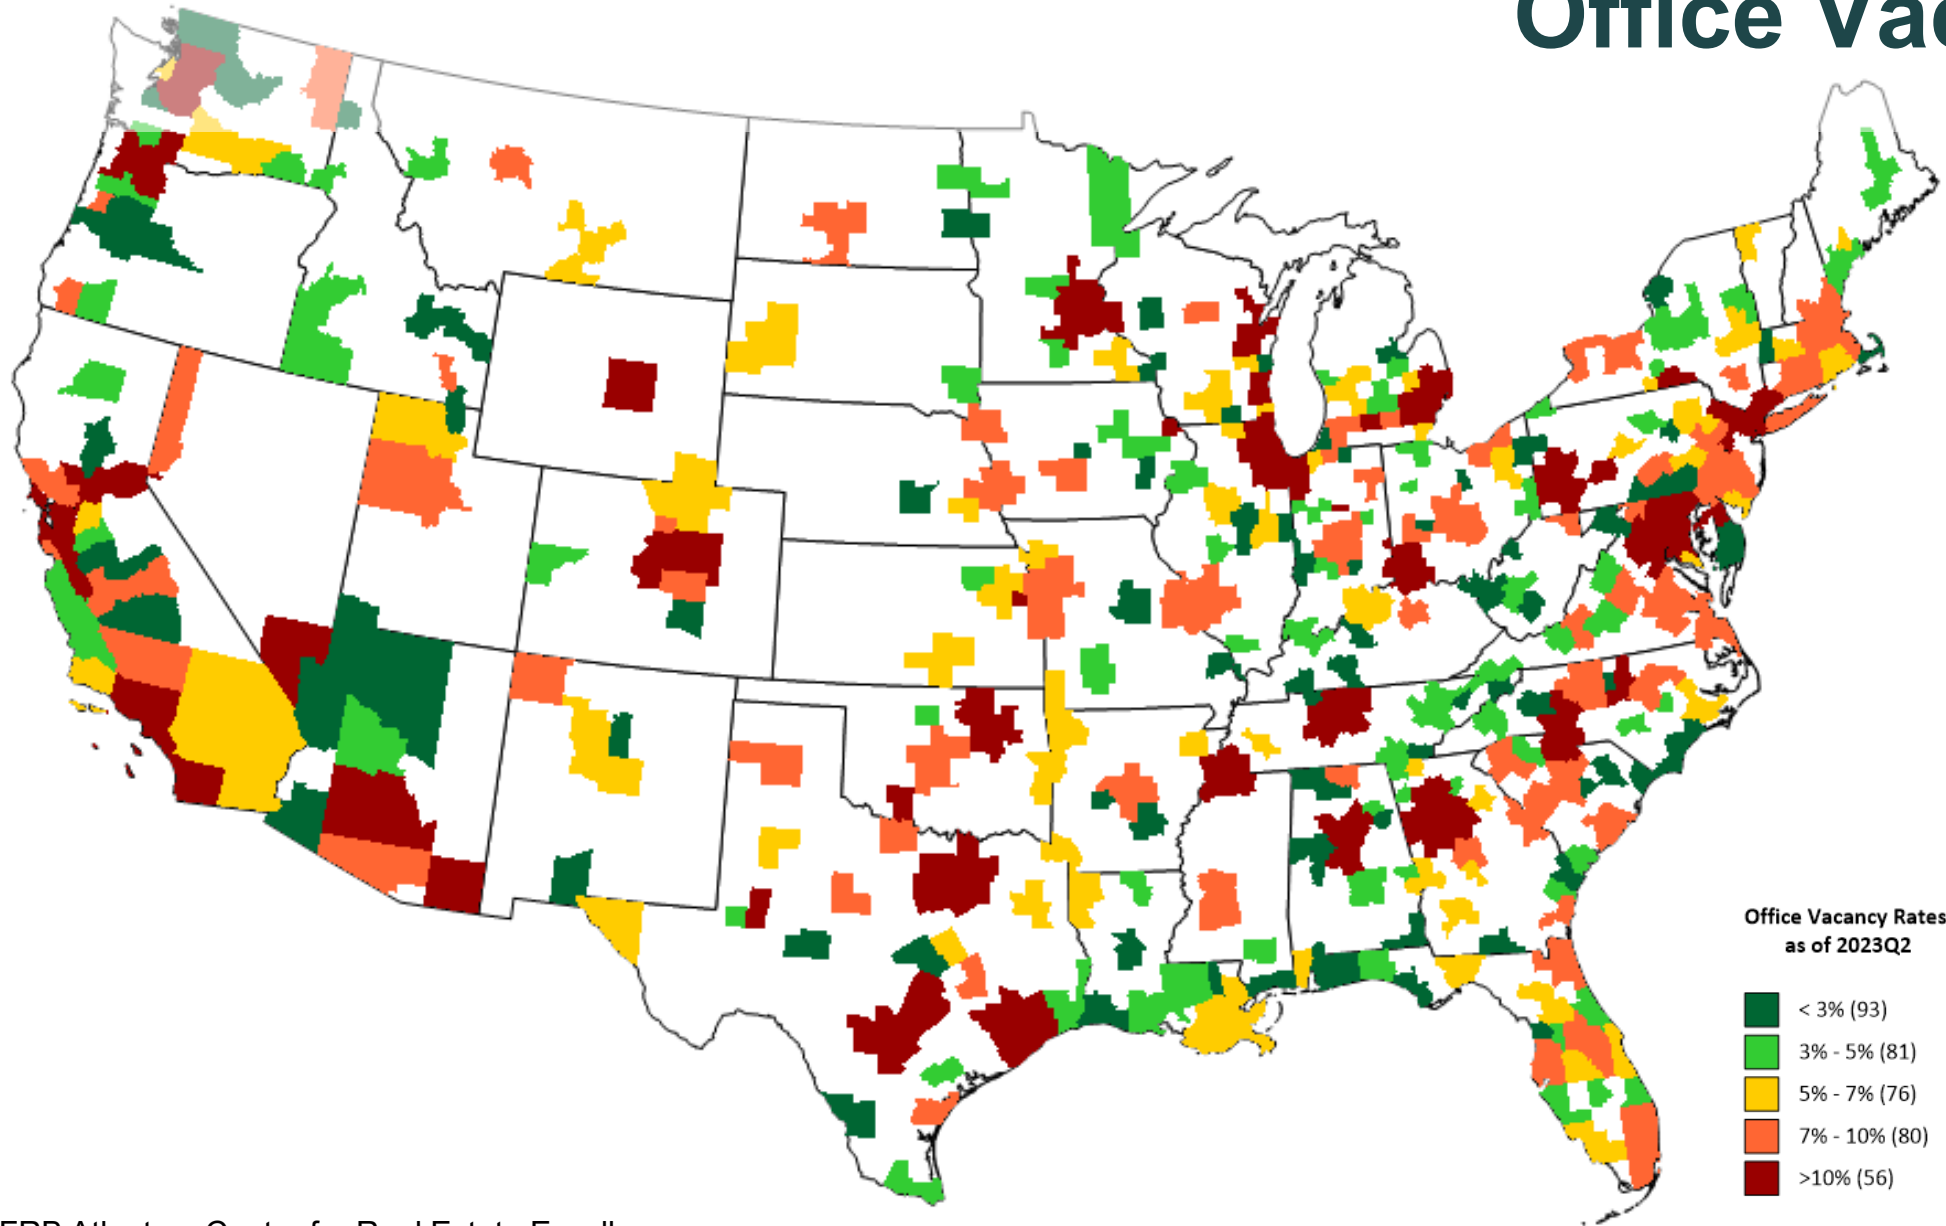 Office
Office Vacancy Rates
as of 2023Q2
< 3% (93)
3% - 5% (81)
5% - 7% (76)
7% - 10% (80)
>10% (56)